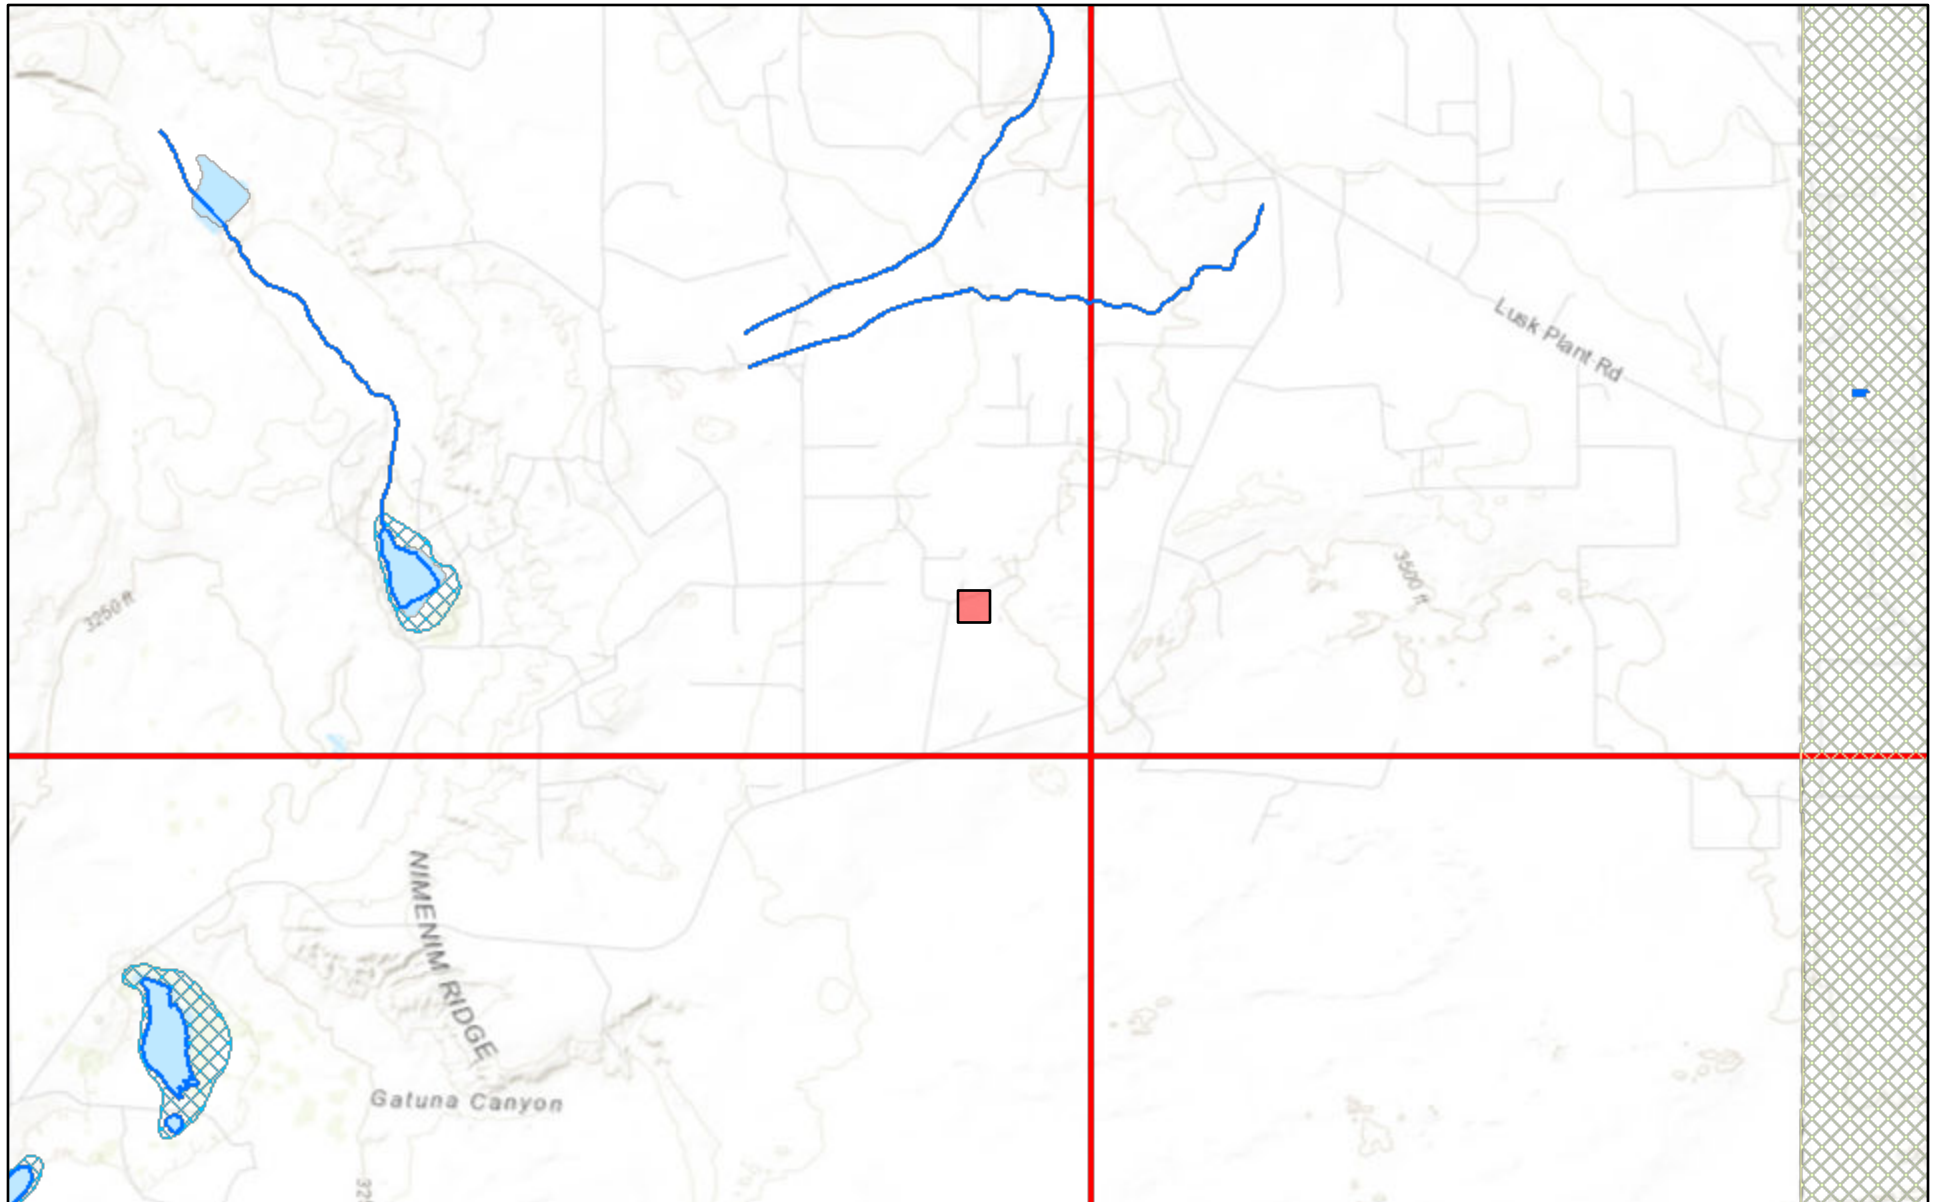 Lusk Plant Rd
3500 ft
3250 ft
NIMENIM RIDGE
Gatuna Canyon